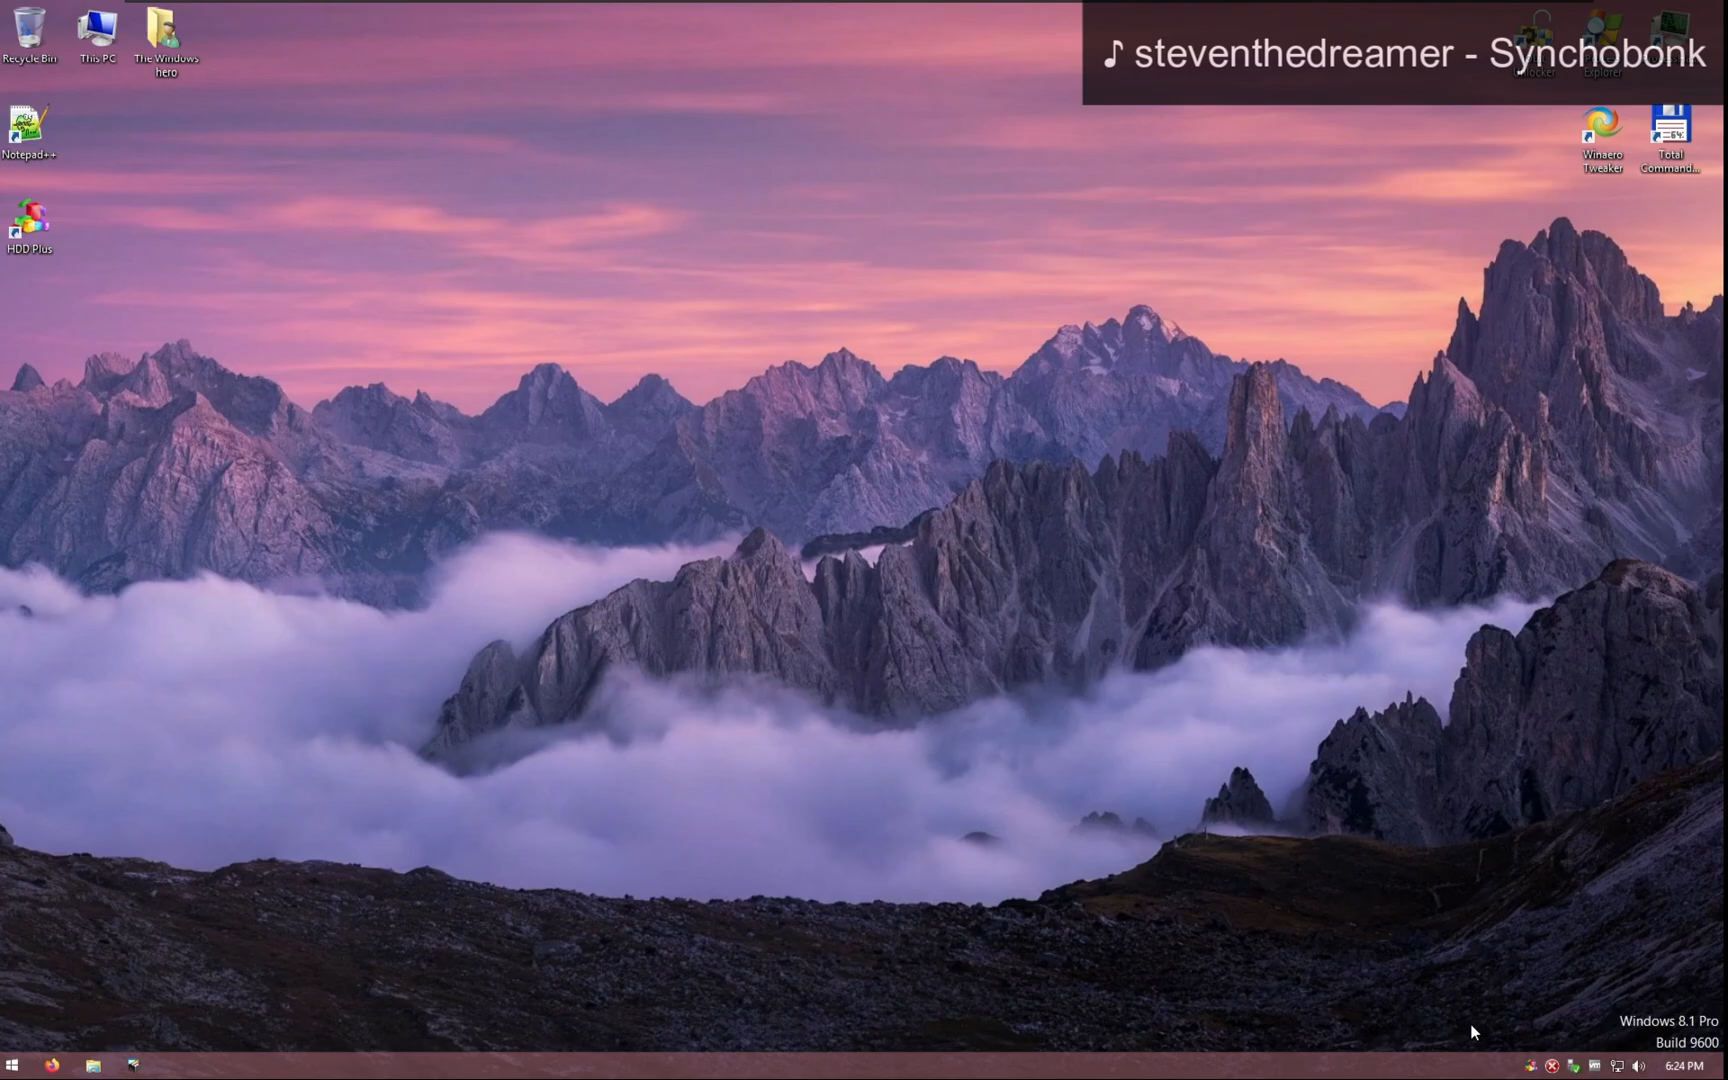 Recycle Bin
This PC
The Windows
hero
♪ steventhedreamer - Synchobonk
Unlocker
Explorer
Notepad++
Winaero
Tweaker
Total
Command...
HDD Plus
Windows 8.1 Pro
Build 9600
6:24 PM